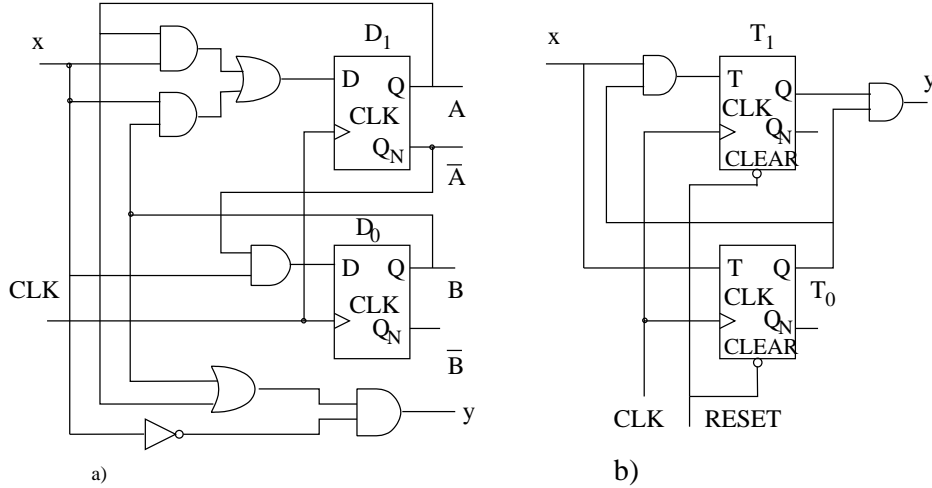 x
D1
D
Q
CLK
QN
A
A̅
D0
D
Q
CLK
QN
CLK
B
B̅
y
a)
x
T1
T
Q
CLK
QN
CLEAR
y
T
Q
CLK
QN
CLEAR
T0
CLK
RESET
b)